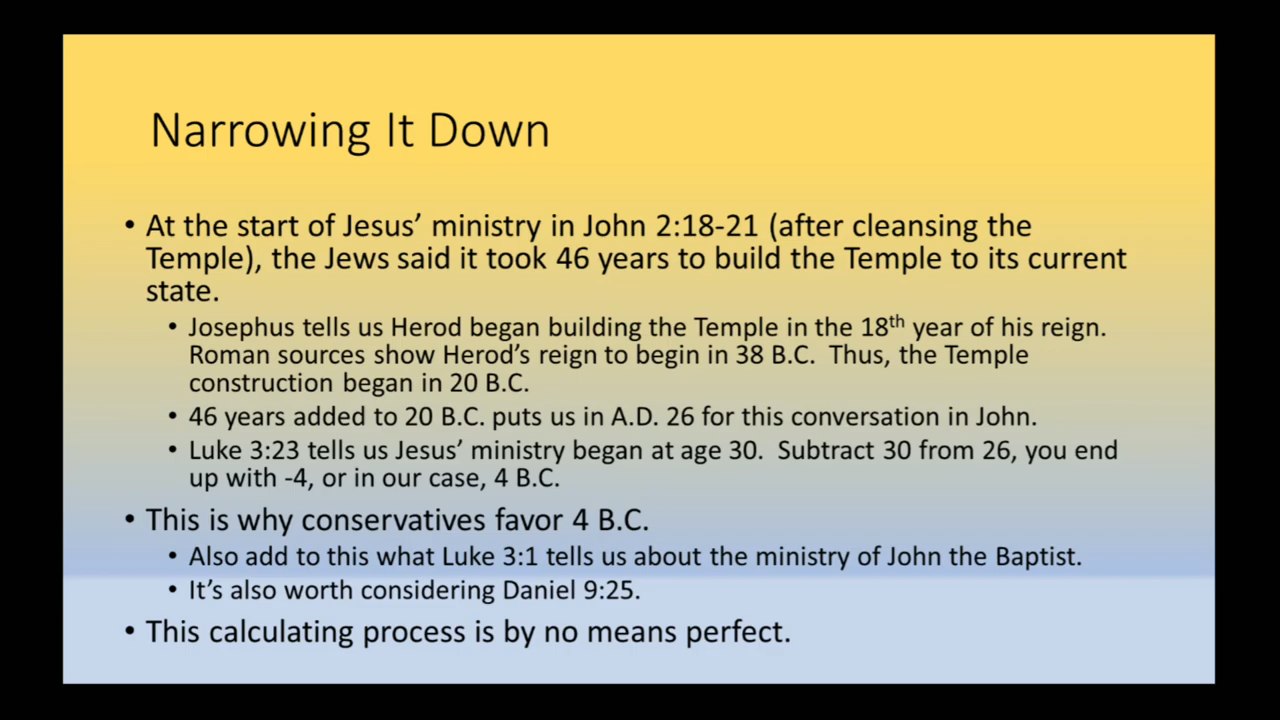 Narrowing It Down
• At the start of Jesus’ ministry in John 2:18-21 (after cleansing the
Temple), the Jews said it took 46 years to build the Temple to its current
state.
• Josephus tells us Herod began building the Temple in the 18th year of his reign.
Roman sources show Herod’s reign to begin in 38 B.C.  Thus, the Temple
construction began in 20 B.C.
• 46 years added to 20 B.C. puts us in A.D. 26 for this conversation in John.
• Luke 3:23 tells us Jesus’ ministry began at age 30.  Subtract 30 from 26, you end
up with -4, or in our case, 4 B.C.
• This is why conservatives favor 4 B.C.
• Also add to this what Luke 3:1 tells us about the ministry of John the Baptist.
• It’s also worth considering Daniel 9:25.
• This calculating process is by no means perfect.